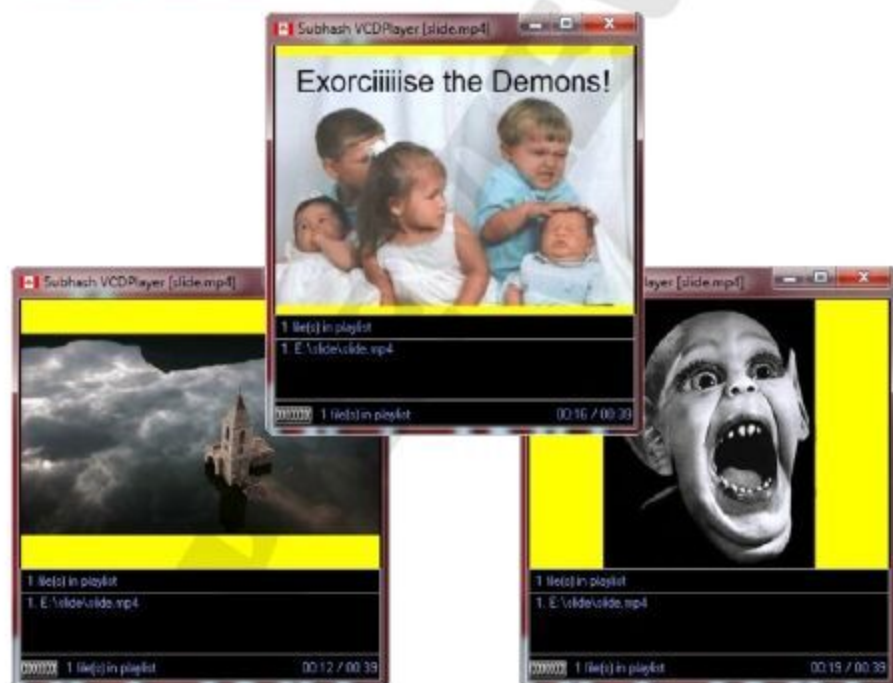 Subhash VCDPlayer [slide.mp4]
Exorciiiiise the Demons!
1 file(s) in playlist
1. E:\slide\slide.mp4
1 file(s) in playlist 00:16 / 00:39
Subhash VCDPlayer [slide.mp4]
1 file(s) in playlist
1. E:\slide\slide.mp4
1 file(s) in playlist 00:12 / 00:39
layer [slide.mp4]
1 file(s) in playlist
1. E:\slide\slide.mp4
1 file(s) in playlist 00:19 / 00:39